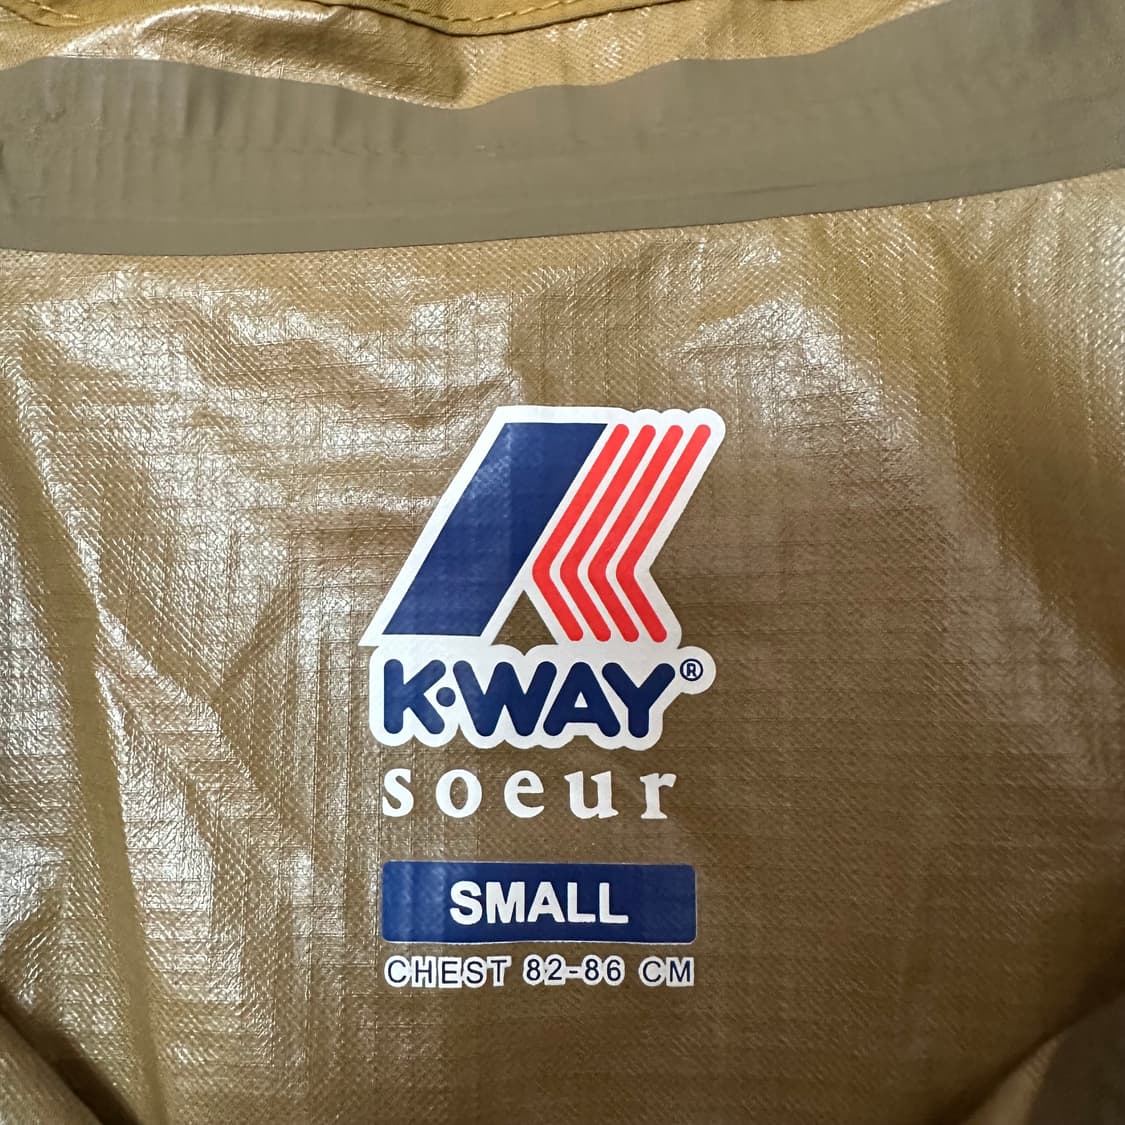 K·WAY®
soeur
SMALL
CHEST 82-86 CM